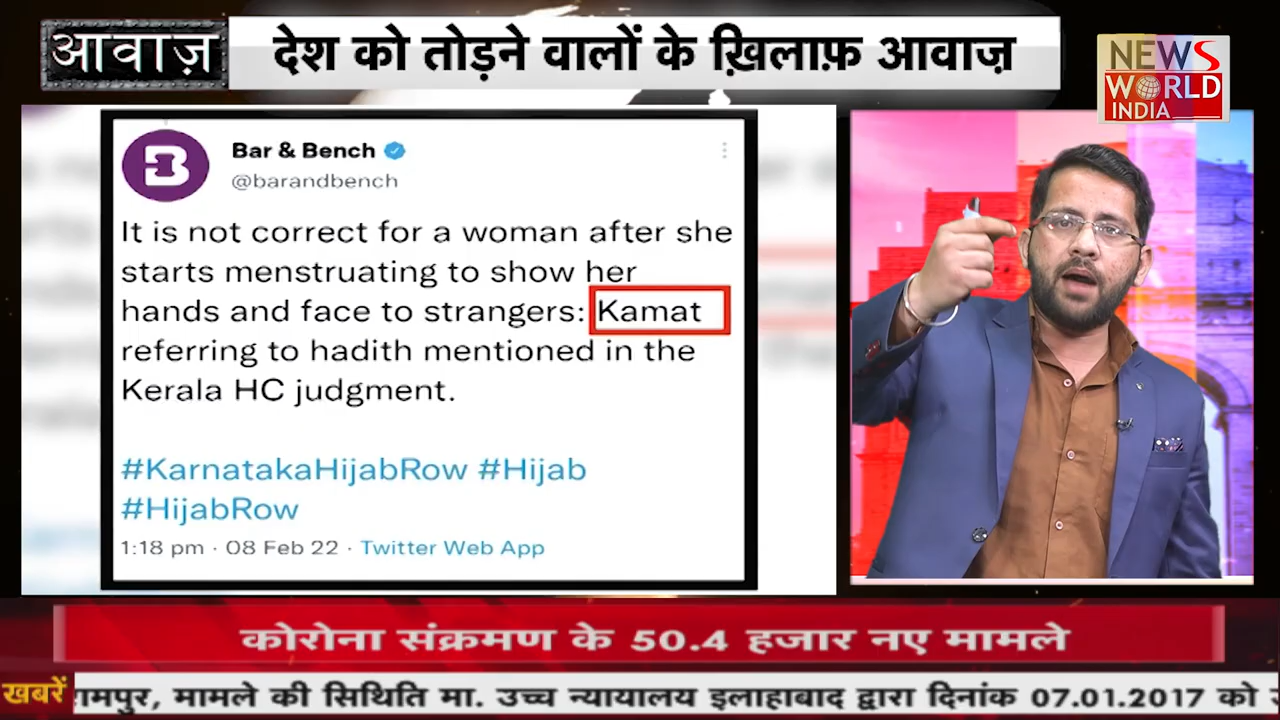 आवाज़
देश को तोड़ने वालों के ख़िलाफ़ आवाज़
NEWS
WORLD
INDIA
Bar & Bench
@barandbench
It is not correct for a woman after she
starts menstruating to show her
hands and face to strangers: Kamat
referring to hadith mentioned in the
Kerala HC judgment.
#KarnatakaHijabRow #Hijab
#HijabRow
1:18 pm · 08 Feb 22 · Twitter Web App
कोरोना संक्रमण के 50.4 हजार नए मामले
खबरें
मामले की स्थिति मा. उच्च न्यायालय इलाहाबाद द्वारा दिनांक 07.01.2017 को